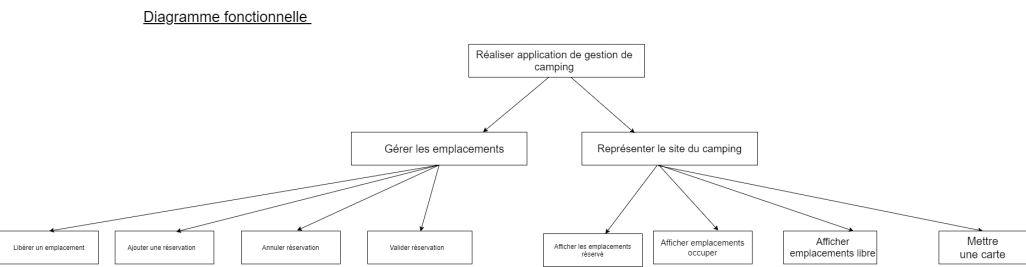 Diagramme fonctionnelle
Réaliser application de gestion de
camping
Gérer les emplacements
Représenter le site du camping
Libérer un emplacement
Ajouter une réservation
Annuler réservation
Valider réservation
Afficher les emplacements
réservé
Afficher emplacements
occuper
Afficher
emplacements libre
Mettre
une carte